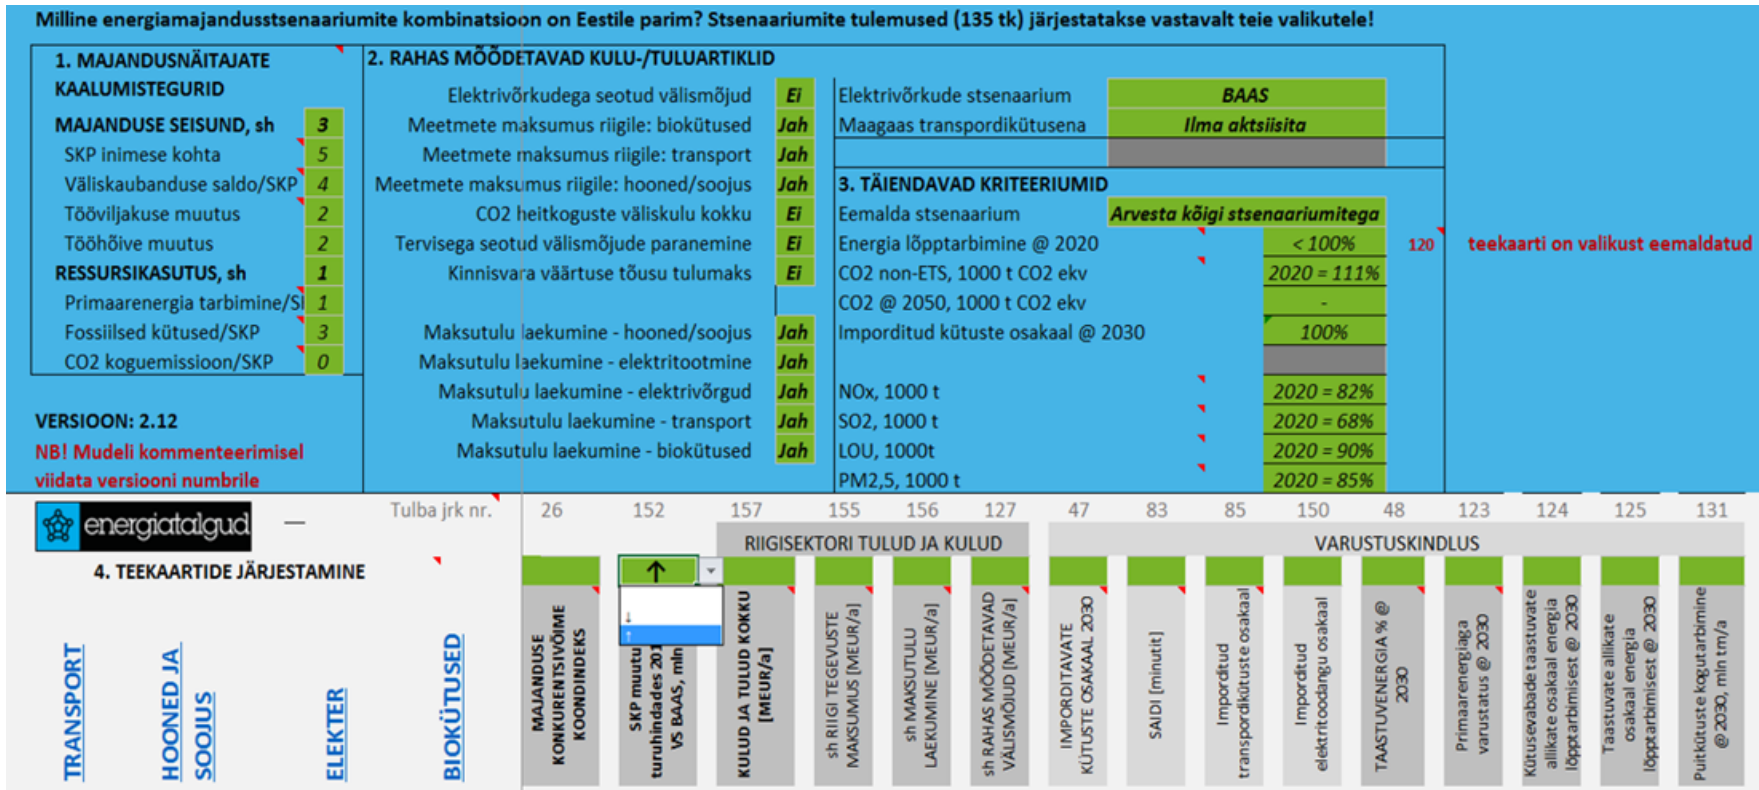 Milline energiamajandusstsenaariumite kombinatsioon on Eestile parim? Stsenaariumite tulemused (135 tk) järjestatakse vastavalt teie valikutele!
1. MAJANDUSNÄITAJATE
KAALUMISTEGURID
MAJANDUSE SEISUND, sh 3
SKP inimese kohta 5
Väliskaubanduse saldo/SKP 4
Tööviljakuse muutus 2
Tööhõive muutus 2
RESSURSIKASUTUS, sh 1
Primaarenergia tarbimine/SI 1
Fossiilsed kütused/SKP 3
CO2 koguemissioon/SKP 0
VERSIOON: 2.12
NB! Mudeli kommenteerimisel
viidata versiooni numbrile
2. RAHAS MÕÕDETAVAD KULU-/TULUARTIKLID
Elektrivõrkudega seotud välismõjud Ei
Meetmete maksumus riigile: biokütused Jah
Meetmete maksumus riigile: transport Jah
Meetmete maksumus riigile: hooned/soojus Jah
CO2 heitkoguste väliskulu kokku Ei
Tervisega seotud välismõjude paranemine Ei
Kinnisvara väärtuse tõusu tulumaks Ei
Maksutulu laekumine - hooned/soojus Jah
Maksutulu laekumine - elektritootmine Jah
Maksutulu laekumine - elektrivõrgud Jah
Maksutulu laekumine - transport Jah
Maksutulu laekumine - biokütused Jah
Elektrivõrkude stsenaarium BAAS
Maagaas transpordikütusena Ilma aktsiisita
3. TÄIENDAVAD KRITEERIUMID
Eemalda stsenaarium Arvesta kõigi stsenaariumitega
Energia lõpptarbimine @ 2020 < 100% 120 teekaarti on valikust eemaldatud
CO2 non-ETS, 1000 t CO2 ekv 2020 = 111%
CO2 @ 2050, 1000 t CO2 ekv -
Imporditud kütuste osakaal @ 2030 100%
NOx, 1000 t 2020 = 82%
SO2, 1000 t 2020 = 68%
LOU, 1000t 2020 = 90%
PM2,5, 1000 t 2020 = 85%
energiatalgud —
Tulba jrk nr. 26 152 157 155 156 127 47 83 85 150 48 123 124 125 131
RIIGISEKTORI TULUD JA KULUD
VARUSTUSKINDLUS
4. TEEKAARTIDE JÄRJESTAMINE
↑
↓
↑
TRANSPORT
HOONED JA
SOOJUS
ELEKTER
BIOKÜTUSED
MAJANDUSE
KONKURENTSIVÕIME
KOONDINDEKS
SKP muutu
turuhindades 201
VS BAAS, mln
KULUD JA TULUD KOKKU
[MEUR/a]
sh RIIGI TEGEVUSTE
MAKSUMUS [MEUR/a]
sh MAKSUTULU
LAEKUMINE [MEUR/a]
sh RAHAS MÕÕDETAVAD
VÄLISMÕJUD [MEUR/a]
IMPORDITAVATE
KÜTUSTE OSAKAAL 2030
SAIDI [minutit]
Imporditud
transpordikütuste osakaal
Imporditud
elektritoodangu osakaal
TAASTUVENERGIA % @
2030
Primaarenergiaga
varustatus @ 2030
Kütusevabade taastuvate
allikate osakaal energia
lõpptarbimisest @ 2030
Taastuvate allikate
osakaal energia
lõpptarbimisest @ 2030
Puitkütuste kogutarbimine
@ 2030, mln tm/a